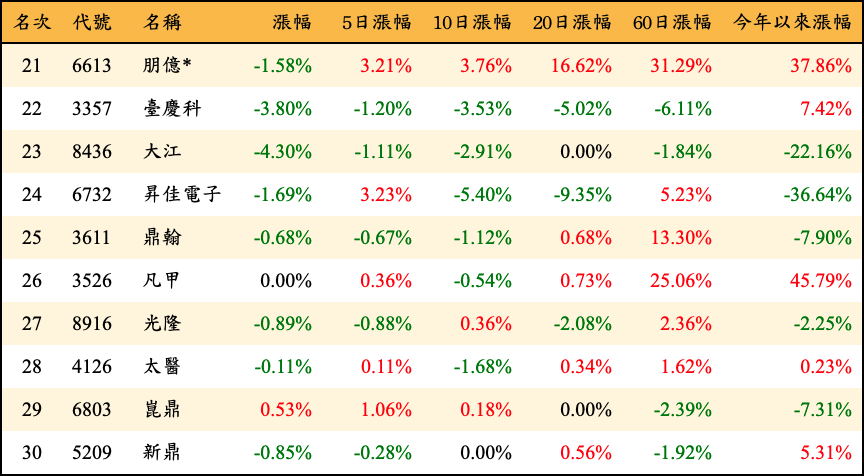 名次 代號 名稱 漲幅 5日漲幅 10日漲幅 20日漲幅 60日漲幅 今年以來漲幅
21 6613 朋億* -1.58% 3.21% 3.76% 16.62% 31.29% 37.86%
22 3357 臺慶科 -3.80% -1.20% -3.53% -5.02% -6.11% 7.42%
23 8436 大江 -4.30% -1.11% -2.91% 0.00% -1.84% -22.16%
24 6732 昇佳電子 -1.69% 3.23% -5.40% -9.35% 5.23% -36.64%
25 3611 鼎翰 -0.68% -0.67% -1.12% 0.68% 13.30% -7.90%
26 3526 凡甲 0.00% 0.36% -0.54% 0.73% 25.06% 45.79%
27 8916 光隆 -0.89% -0.88% 0.36% -2.08% 2.36% -2.25%
28 4126 太醫 -0.11% 0.11% -1.68% 0.34% 1.62% 0.23%
29 6803 崑鼎 0.53% 1.06% 0.18% 0.00% -2.39% -7.31%
30 5209 新鼎 -0.85% -0.28% 0.00% 0.56% -1.92% 5.31%